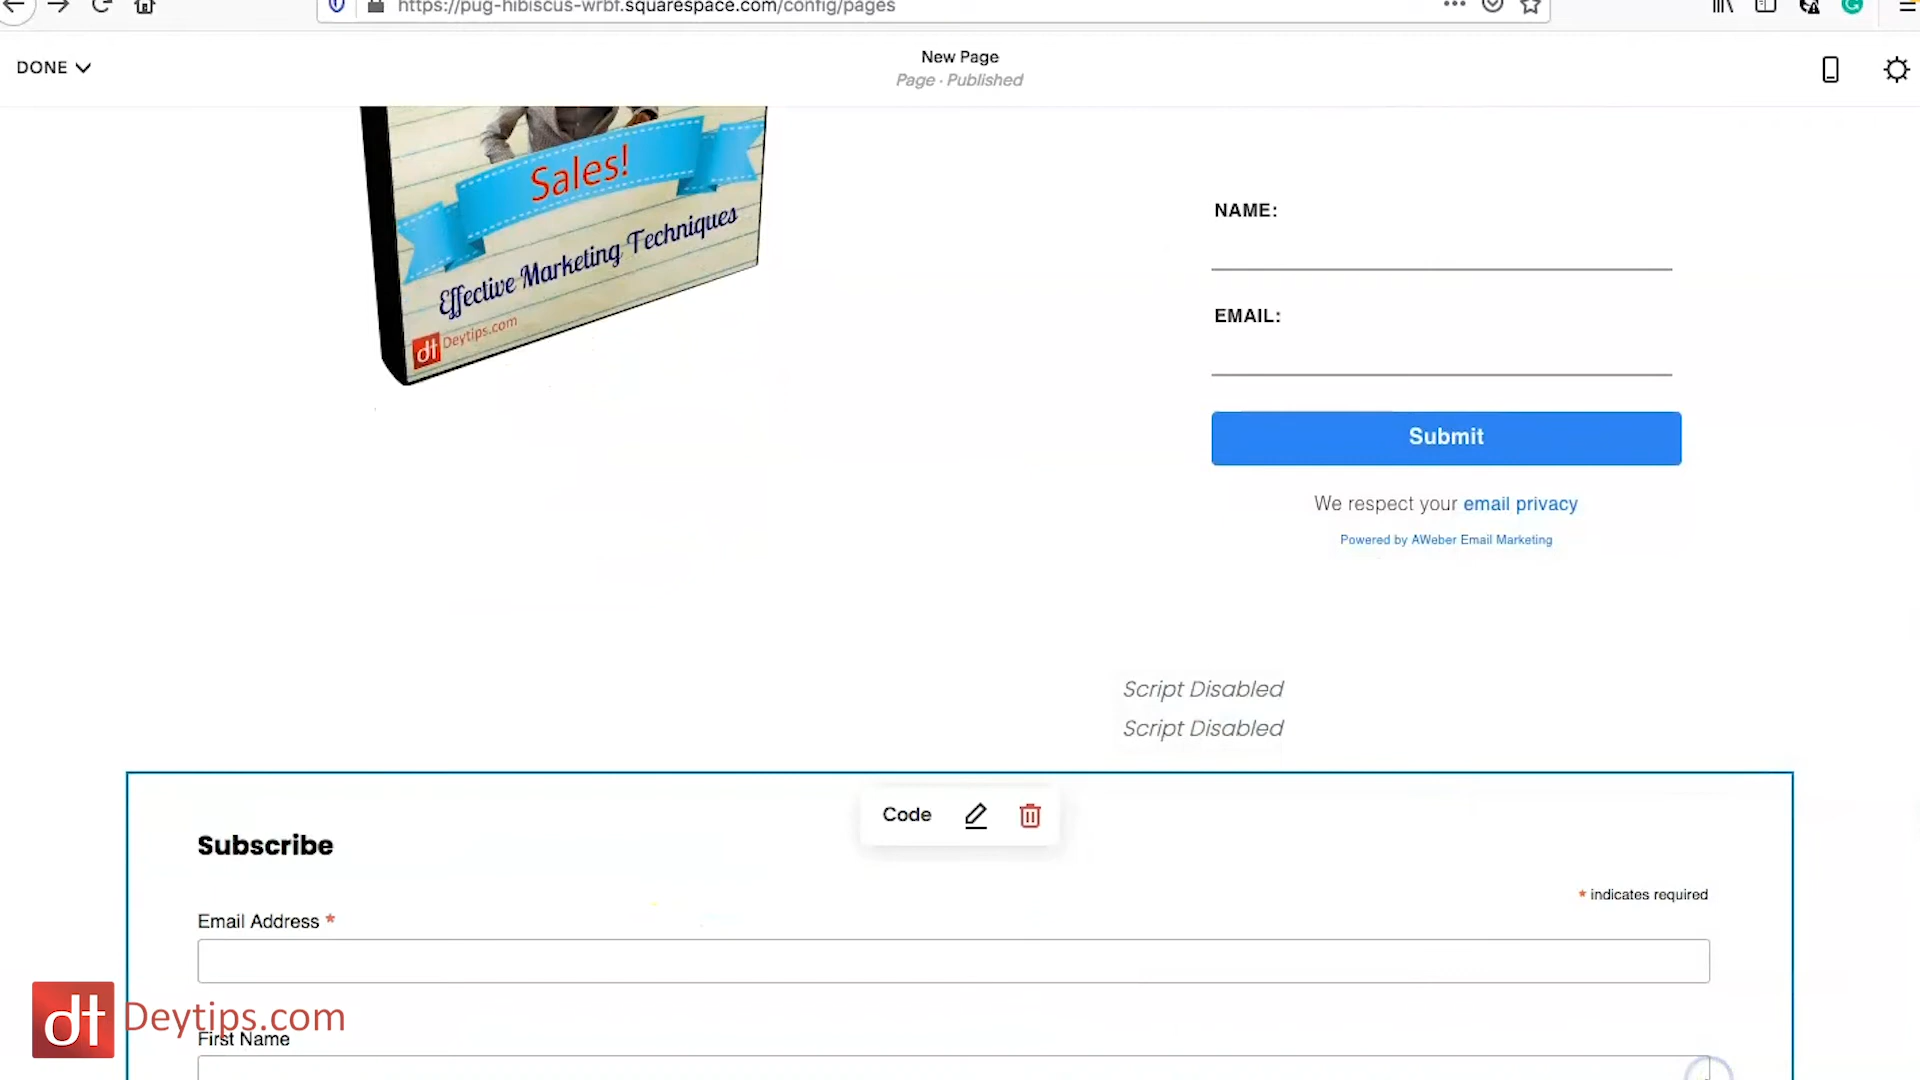 https://pug-hibiscus-wrbf.squarespace.com/config/pages
DONE
New Page
Page · Published
Sales!
Effective Marketing Techniques
dt Deytips.com
NAME:
EMAIL:
Submit
We respect your email privacy
Powered by AWeber Email Marketing
Script Disabled
Script Disabled
Code
Subscribe
* indicates required
Email Address *
dt Deytips.com
First Name